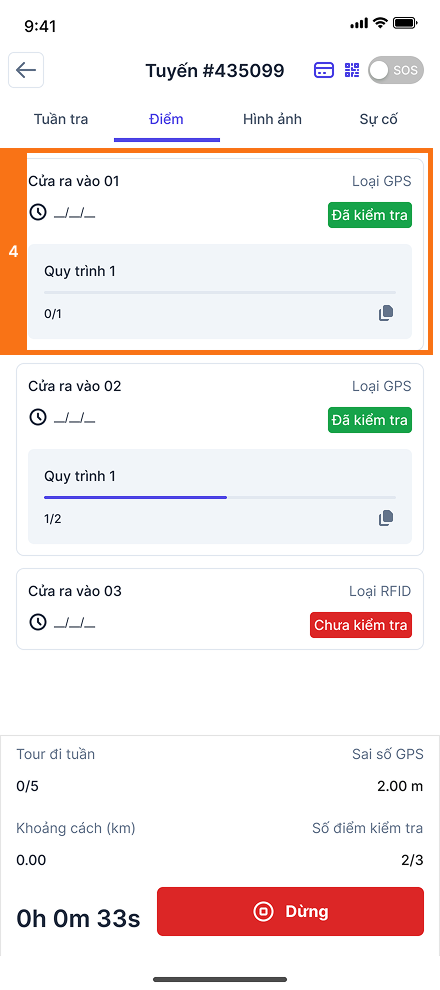 9:41
Tuyến #435099
SOS
Tuần tra
Điểm
Hình ảnh
Sự cố
4
Cửa ra vào 01
Loại GPS
__/__/__
Đã kiểm tra
Quy trình 1
0/1
Cửa ra vào 02
Loại GPS
__/__/__
Đã kiểm tra
Quy trình 1
1/2
Cửa ra vào 03
Loại RFID
__/__/__
Chưa kiểm tra
Tour đi tuần
Sai số GPS
0/5
2.00 m
Khoảng cách (km)
Số điểm kiểm tra
0.00
2/3
0h 0m 33s
Dừng